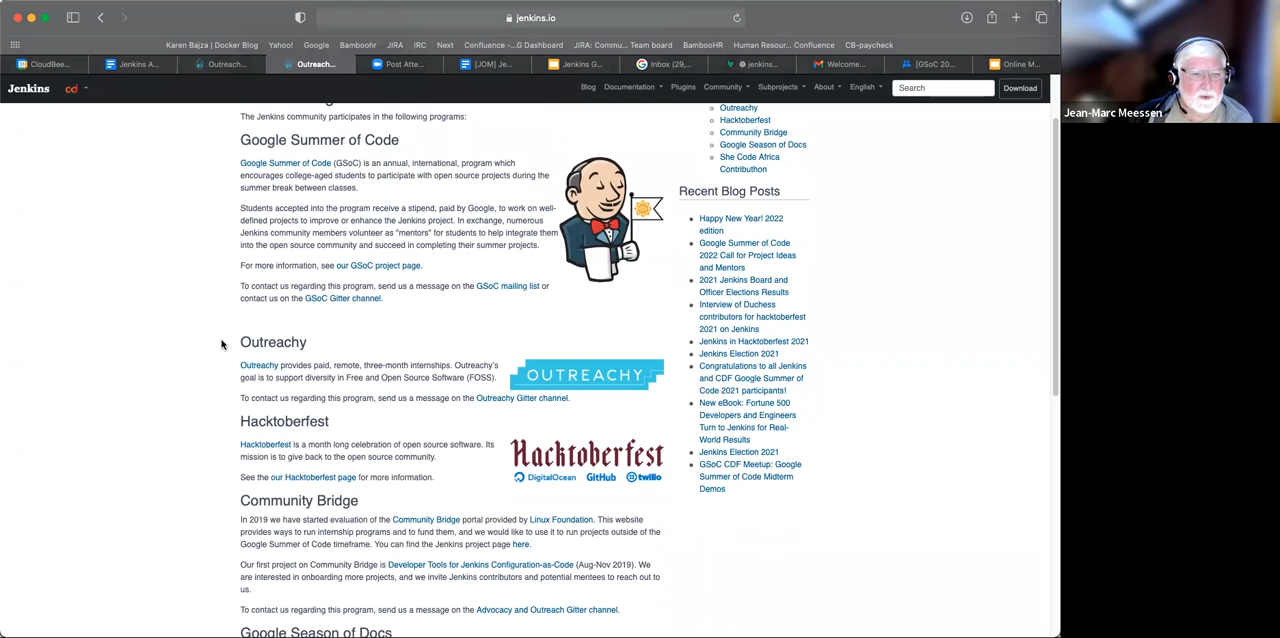 jenkins.io
Karen Bajza | Docker Blog Yahoo! Google Bamboohr JIRA IRC Next Confluence -...G Dashboard JIRA: Commu... Team board BambooHR Human Resour... Confluence CB-paycheck
CloudBee... Jenkins A... Outreach... Outreach... Post Atte... [JOM] Je... Jenkins G... Inbox (29,... jenkins... Welcome... [GSoC 20... Online M...
Jenkins cd Blog Documentation Plugins Community Subprojects About English Search Download
Jean-Marc Meessen
The Jenkins community participates in the following programs:
Google Summer of Code
Google Summer of Code (GSoC) is an annual, international, program which
encourages college-aged students to participate with open source projects during the
summer break between classes.
Students accepted into the program receive a stipend, paid by Google, to work on well-
defined projects to improve or enhance the Jenkins project. In exchange, numerous
Jenkins community members volunteer as "mentors" for students to help integrate them
into the open source community and succeed in completing their summer projects.
For more information, see our GSoC project page.
To contact us regarding this program, send us a message on the GSoC mailing list or
contact us on the GSoC Gitter channel.
Outreachy
Outreachy provides paid, remote, three-month internships. Outreachy's
goal is to support diversity in Free and Open Source Software (FOSS).
OUTREACHY
To contact us regarding this program, send us a message on the Outreachy Gitter channel.
Hacktoberfest
Hacktoberfest is a month long celebration of open source software. Its
mission is to give back to the open source community.
Hacktoberfest
DigitalOcean GitHub twilio
See the our Hacktoberfest page for more information.
Community Bridge
In 2019 we have started evaluation of the Community Bridge portal provided by Linux Foundation. This website
provides ways to run internship programs and to fund them, and we would like to use it to run projects outside of the
Google Summer of Code timeframe. You can find the Jenkins project page here.
Our first project on Community Bridge is Developer Tools for Jenkins Configuration-as-Code (Aug-Nov 2019). We
are interested in onboarding more projects, and we invite Jenkins contributors and potential mentees to reach out to
us.
To contact us regarding this program, send us a message on the Advocacy and Outreach Gitter channel.
Google Season of Docs
Outreachy
Hacktoberfest
Community Bridge
Google Season of Docs
She Code Africa
Contributhon
Recent Blog Posts
Happy New Year! 2022
edition
Google Summer of Code
2022 Call for Project Ideas
and Mentors
2021 Jenkins Board and
Officer Elections Results
Interview of Duchess
contributors for hacktoberfest
2021 on Jenkins
Jenkins in Hacktoberfest 2021
Jenkins Election 2021
Congratulations to all Jenkins
and CDF Google Summer of
Code 2021 participants!
New eBook: Fortune 500
Developers and Engineers
Turn to Jenkins for Real-
World Results
Jenkins Election 2021
GSoC CDF Meetup: Google
Summer of Code Midterm
Demos